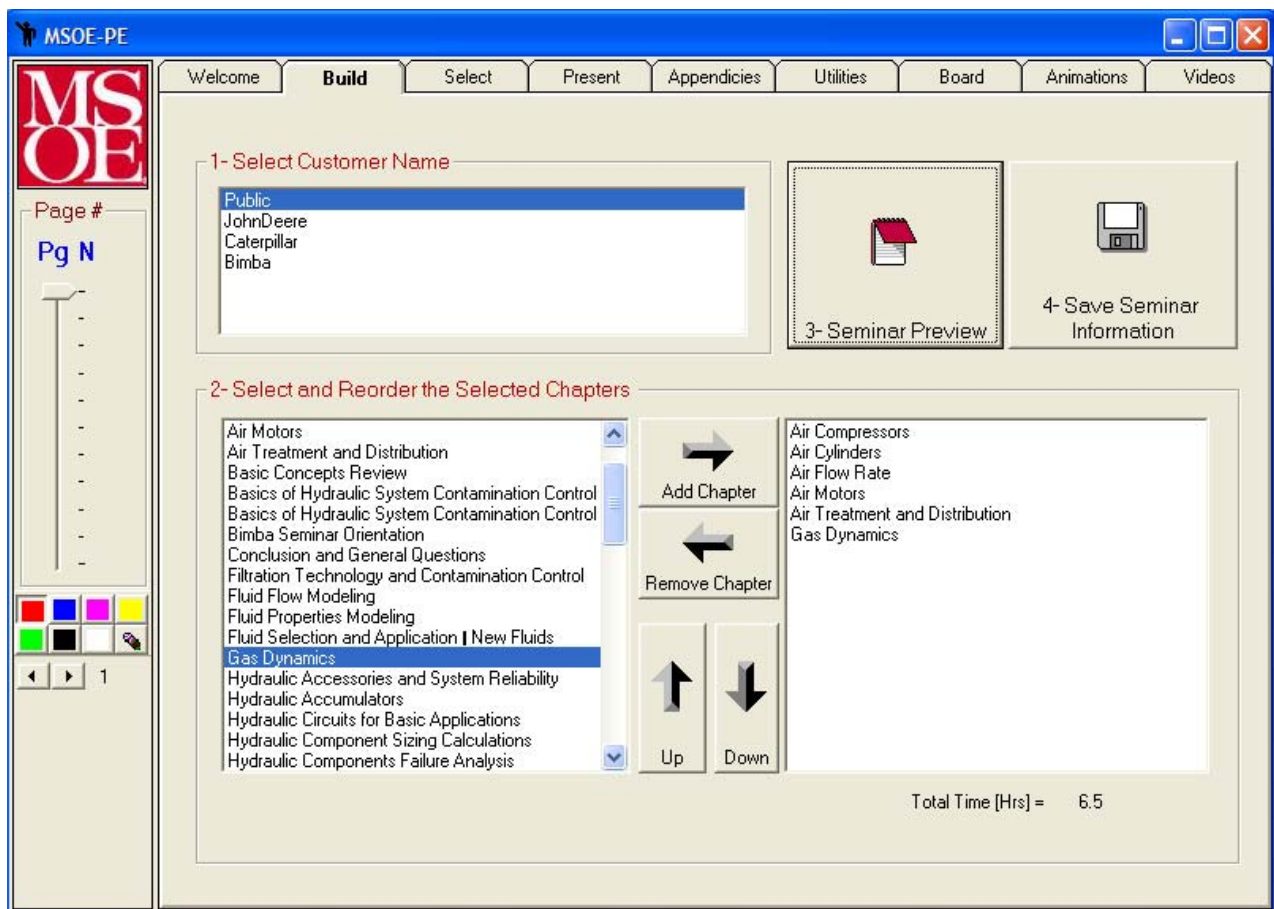 MSOE-PE
MS
OE
Welcome
Build
Select
Present
Appendicies
Utilities
Board
Animations
Videos
Page #
Pg N
1
1- Select Customer Name
Public
JohnDeere
Caterpillar
Bimba
3- Seminar Preview
4- Save Seminar
Information
2- Select and Reorder the Selected Chapters
Air Motors
Air Treatment and Distribution
Basic Concepts Review
Basics of Hydraulic System Contamination Control
Basics of Hydraulic System Contamination Control
Bimba Seminar Orientation
Conclusion and General Questions
Filtration Technology and Contamination Control
Fluid Flow Modeling
Fluid Properties Modeling
Fluid Selection and Application | New Fluids
Gas Dynamics
Hydraulic Accessories and System Reliability
Hydraulic Accumulators
Hydraulic Circuits for Basic Applications
Hydraulic Component Sizing Calculations
Hydraulic Components Failure Analysis
Add Chapter
Remove Chapter
Up
Down
Air Compressors
Air Cylinders
Air Flow Rate
Air Motors
Air Treatment and Distribution
Gas Dynamics
Total Time [Hrs] = 6.5